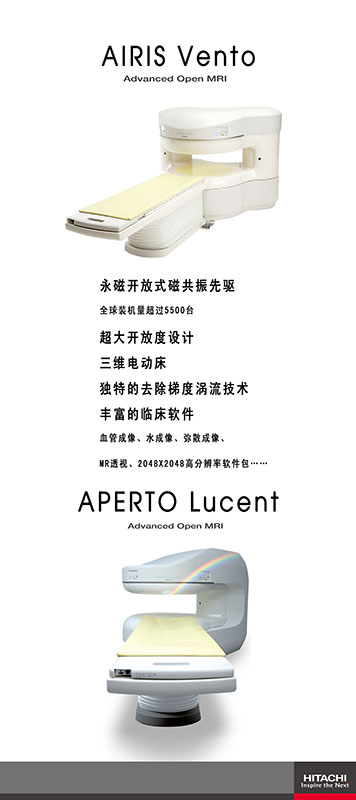 AIRIS Vento
Advanced Open MRI
永磁开放式磁共振先驱
全球装机量超过5500台
超大开放度设计
三维电动床
独特的去除梯度涡流技术
丰富的临床软件
血管成像、水成像、弥散成像、
MR透视、2048X2048高分辨率软件包……
APERTO Lucent
Advanced Open MRI
HITACHI
Inspire the Next